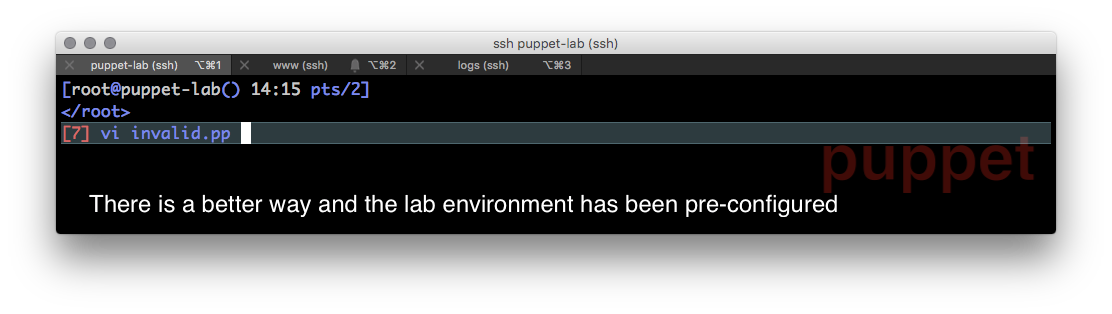 ssh puppet-lab (ssh)
puppet-lab (ssh) ⌥⌘1 www (ssh) ⌥⌘2 logs (ssh) ⌥⌘3
[root@puppet-lab() 14:15 pts/2]
</root>
[7] vi invalid.pp
puppet
There is a better way and the lab environment has been pre-configured